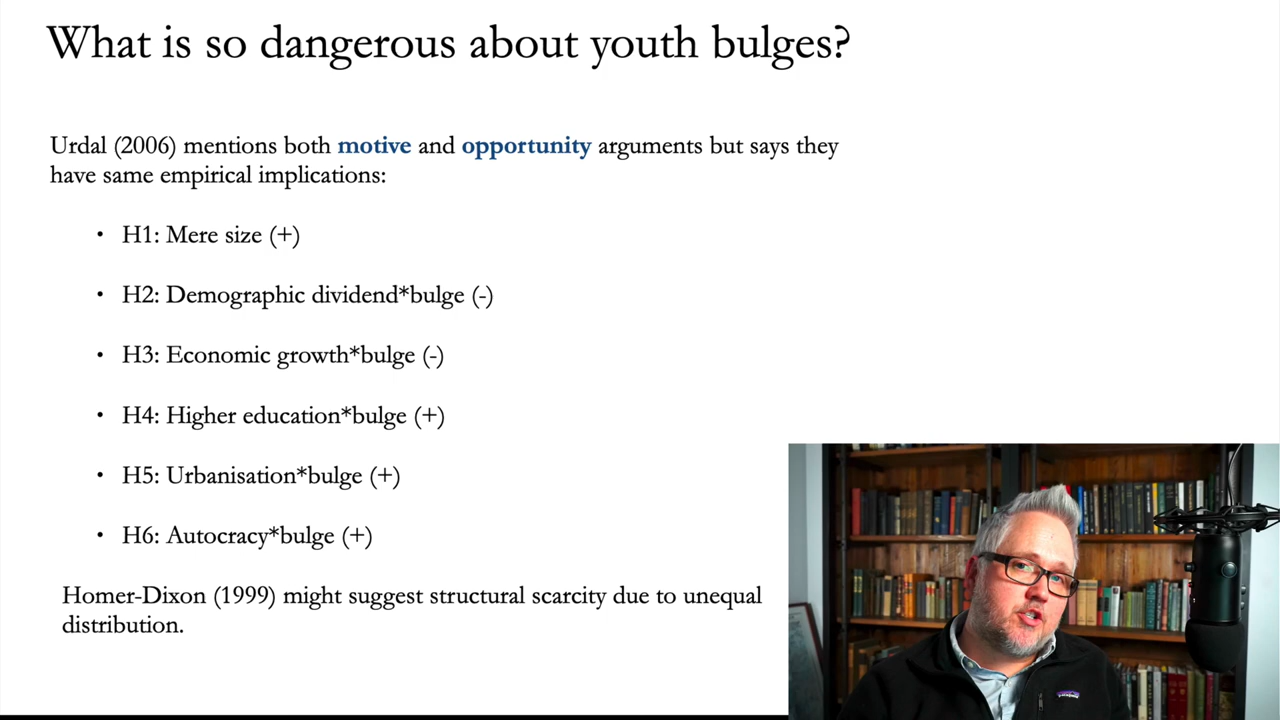 What is so dangerous about youth bulges?
Urdal (2006) mentions both motive and opportunity arguments but says they
have same empirical implications:
• H1: Mere size (+)
• H2: Demographic dividend*bulge (-)
• H3: Economic growth*bulge (-)
• H4: Higher education*bulge (+)
• H5: Urbanisation*bulge (+)
• H6: Autocracy*bulge (+)
Homer-Dixon (1999) might suggest structural scarcity due to unequal
distribution.